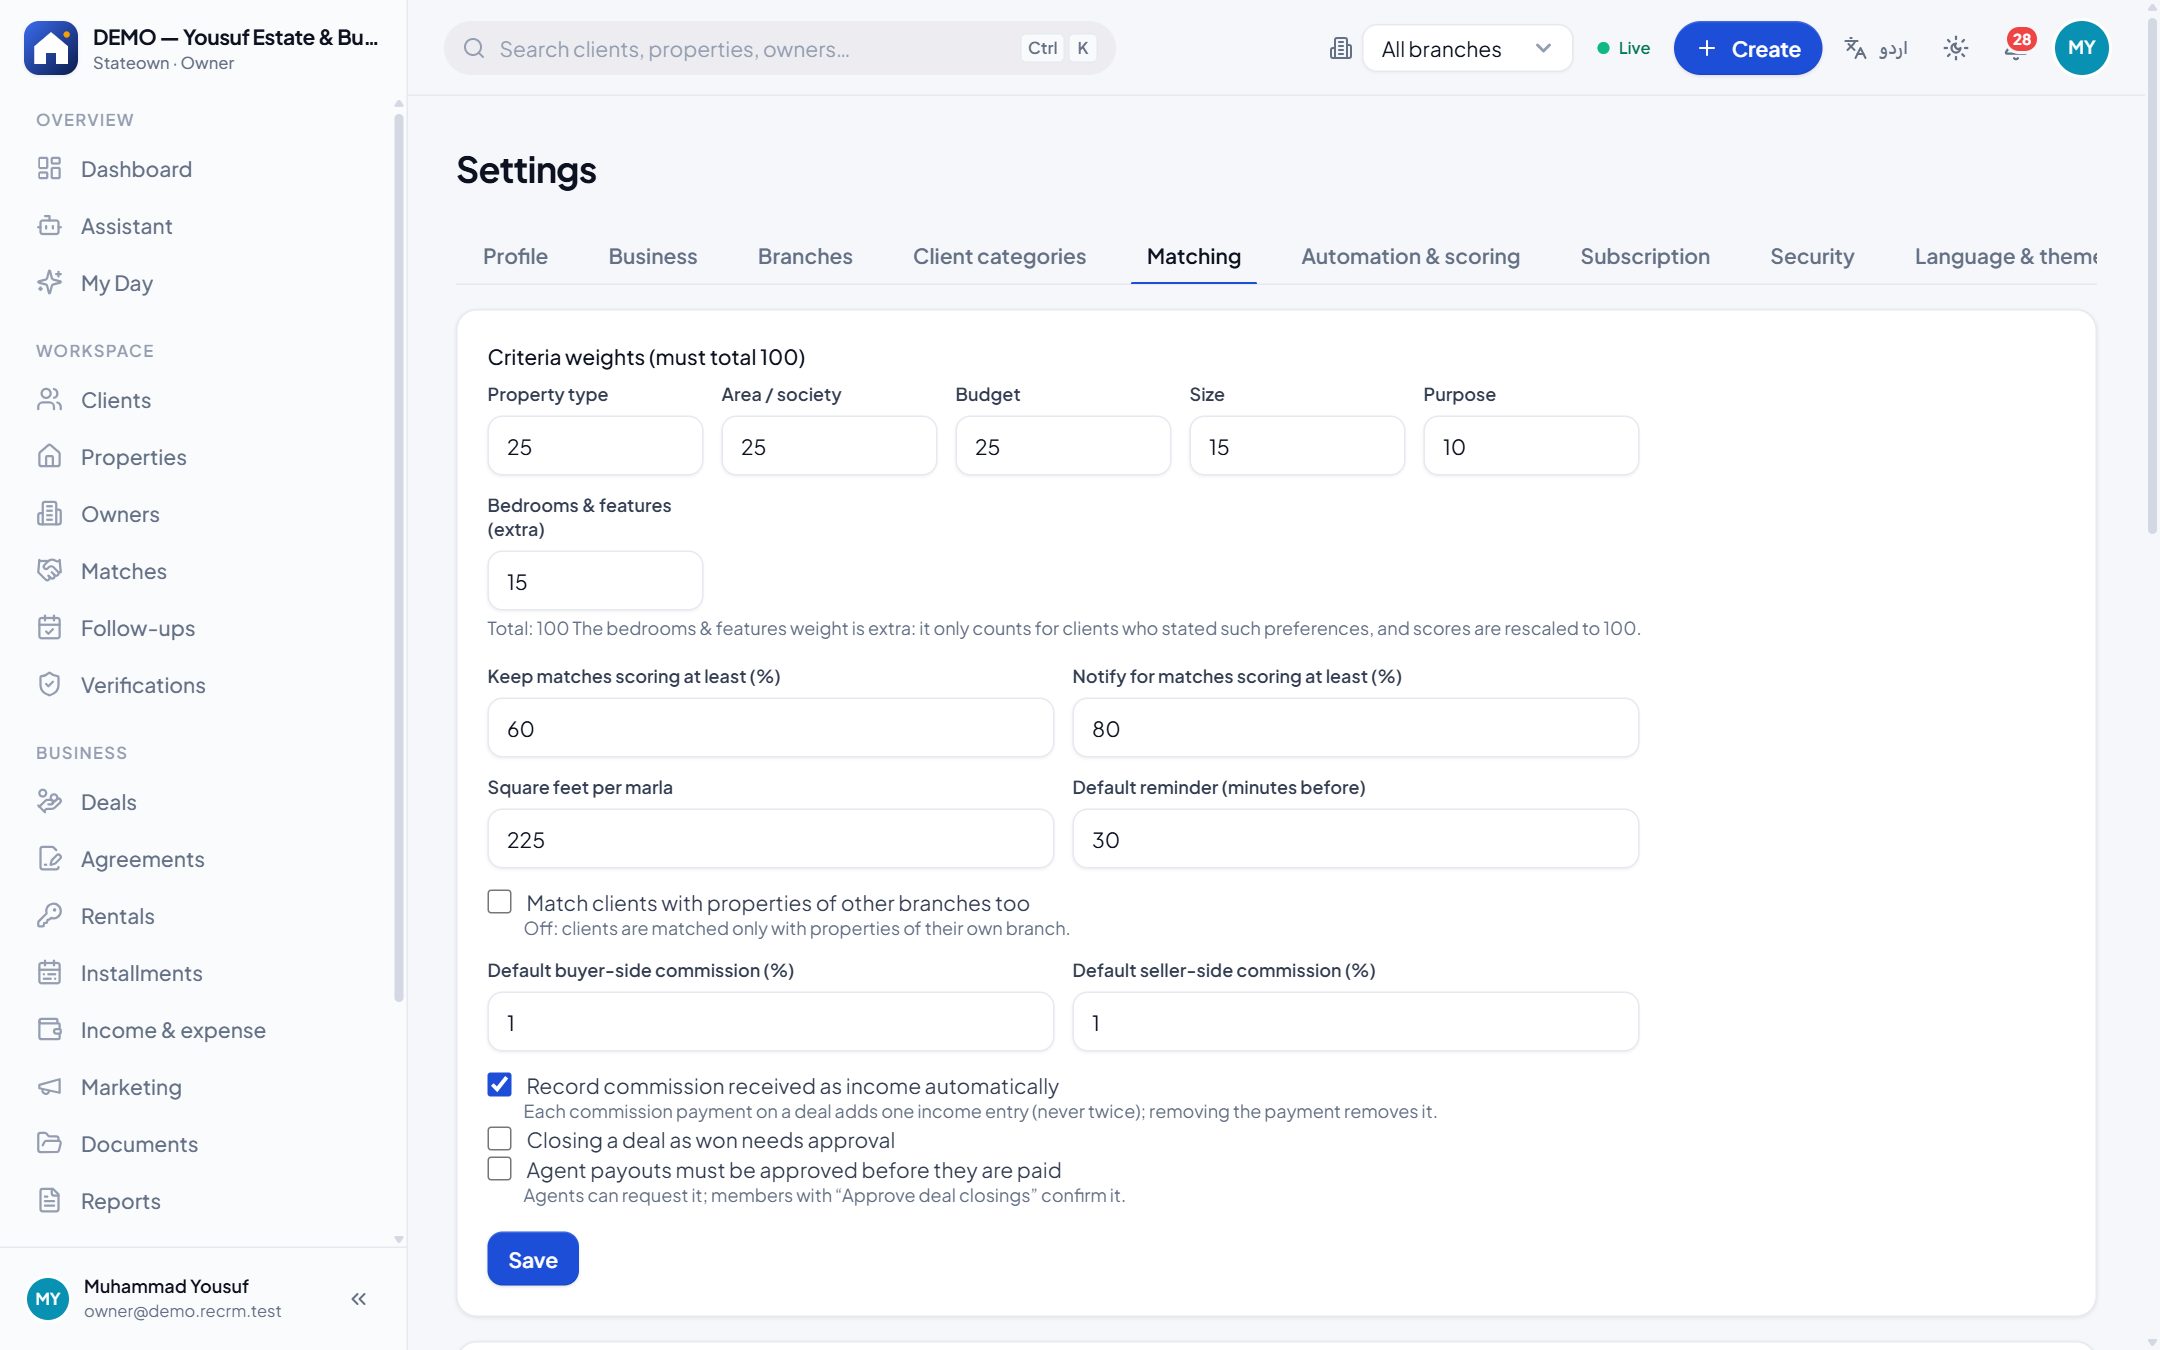 DEMO — Yousuf Estate & Bu...
Stateown · Owner
Search clients, properties, owners...
Ctrl K
All branches
Live
+ Create
اردو
28
MY
OVERVIEW
Dashboard
Assistant
My Day
WORKSPACE
Clients
Properties
Owners
Matches
Follow-ups
Verifications
BUSINESS
Deals
Agreements
Rentals
Installments
Income & expense
Marketing
Documents
Reports
MY
Muhammad Yousuf
owner@demo.recrm.test
Settings
Profile Business Branches Client categories Matching Automation & scoring Subscription Security Language & theme
Criteria weights (must total 100)
Property type Area / society Budget Size Purpose
25 25 25 15 10
Bedrooms & features
(extra)
15
Total: 100 The bedrooms & features weight is extra: it only counts for clients who stated such preferences, and scores are rescaled to 100.
Keep matches scoring at least (%) Notify for matches scoring at least (%)
60 80
Square feet per marla Default reminder (minutes before)
225 30
Match clients with properties of other branches too
Off: clients are matched only with properties of their own branch.
Default buyer-side commission (%) Default seller-side commission (%)
1 1
Record commission received as income automatically
Each commission payment on a deal adds one income entry (never twice); removing the payment removes it.
Closing a deal as won needs approval
Agent payouts must be approved before they are paid
Agents can request it; members with “Approve deal closings” confirm it.
Save